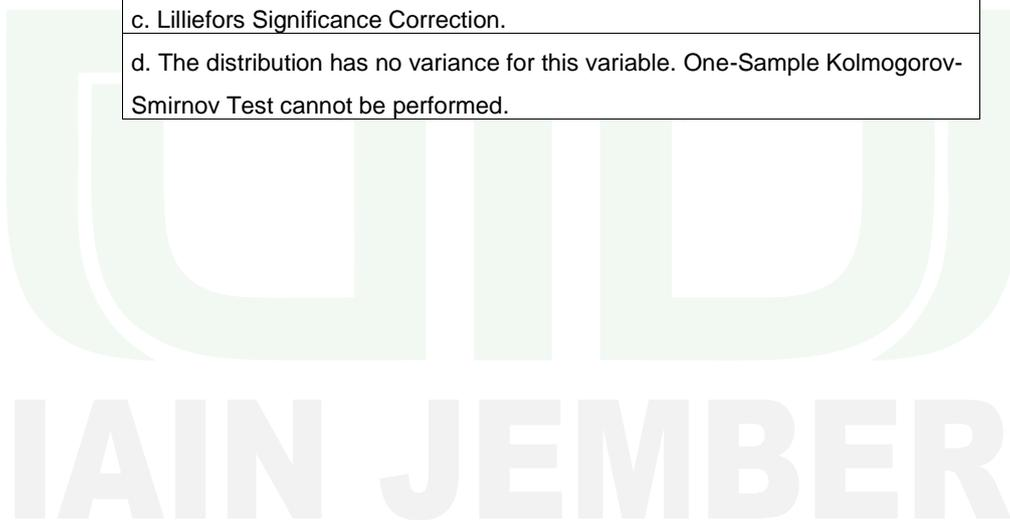 c. Lilliefors Significance Correction.
d. The distribution has no variance for this variable. One-Sample Kolmogorov-
Smirnov Test cannot be performed.
IAIN JEMBER